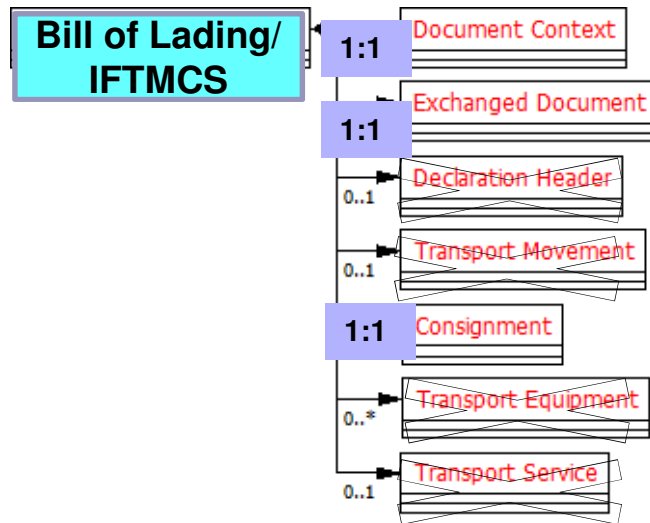 Bill of Lading/
IFTMCS
1:1
Document Context
Exchanged Document
1:1
Declaration Header
0..1
Transport Movement
0..1
1:1
Consignment
Transport Equipment
0..*
Transport Service
0..1